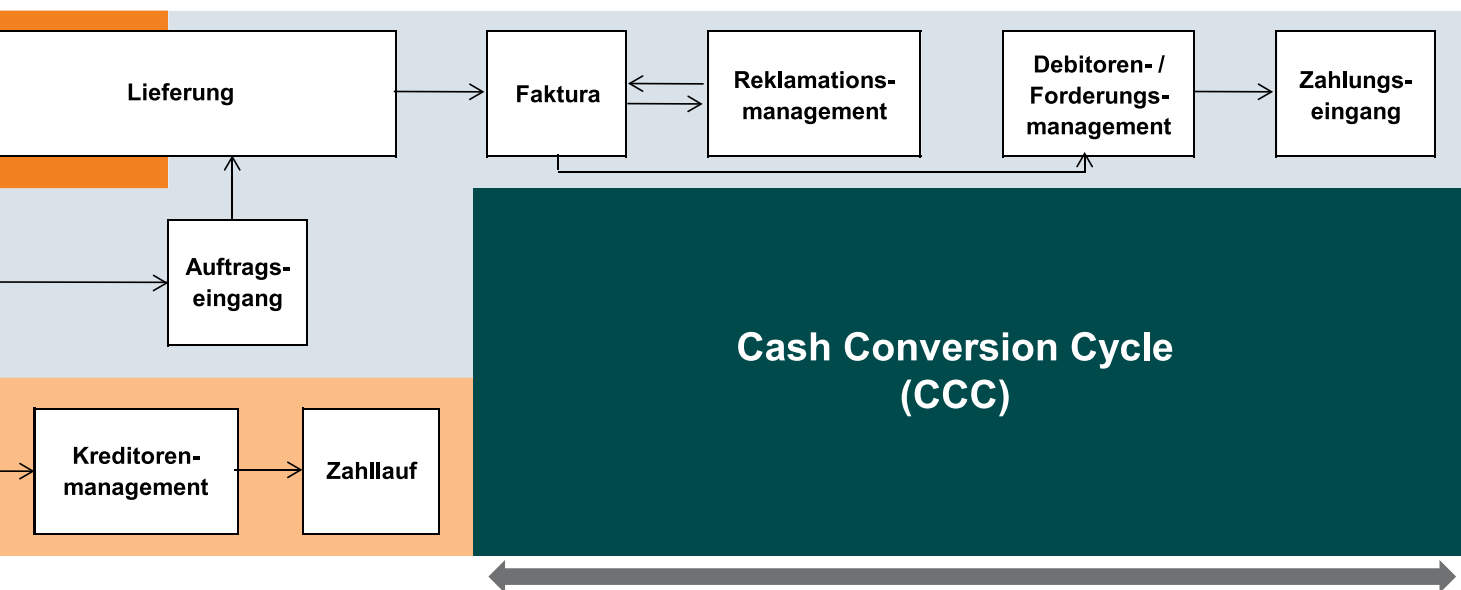 Lieferung
Faktura
Reklamations-
management
Debitoren- /
Forderungs-
management
Zahlungs-
eingang
Auftrags-
eingang
Cash Conversion Cycle
(CCC)
Kreditoren-
management
Zahllauf